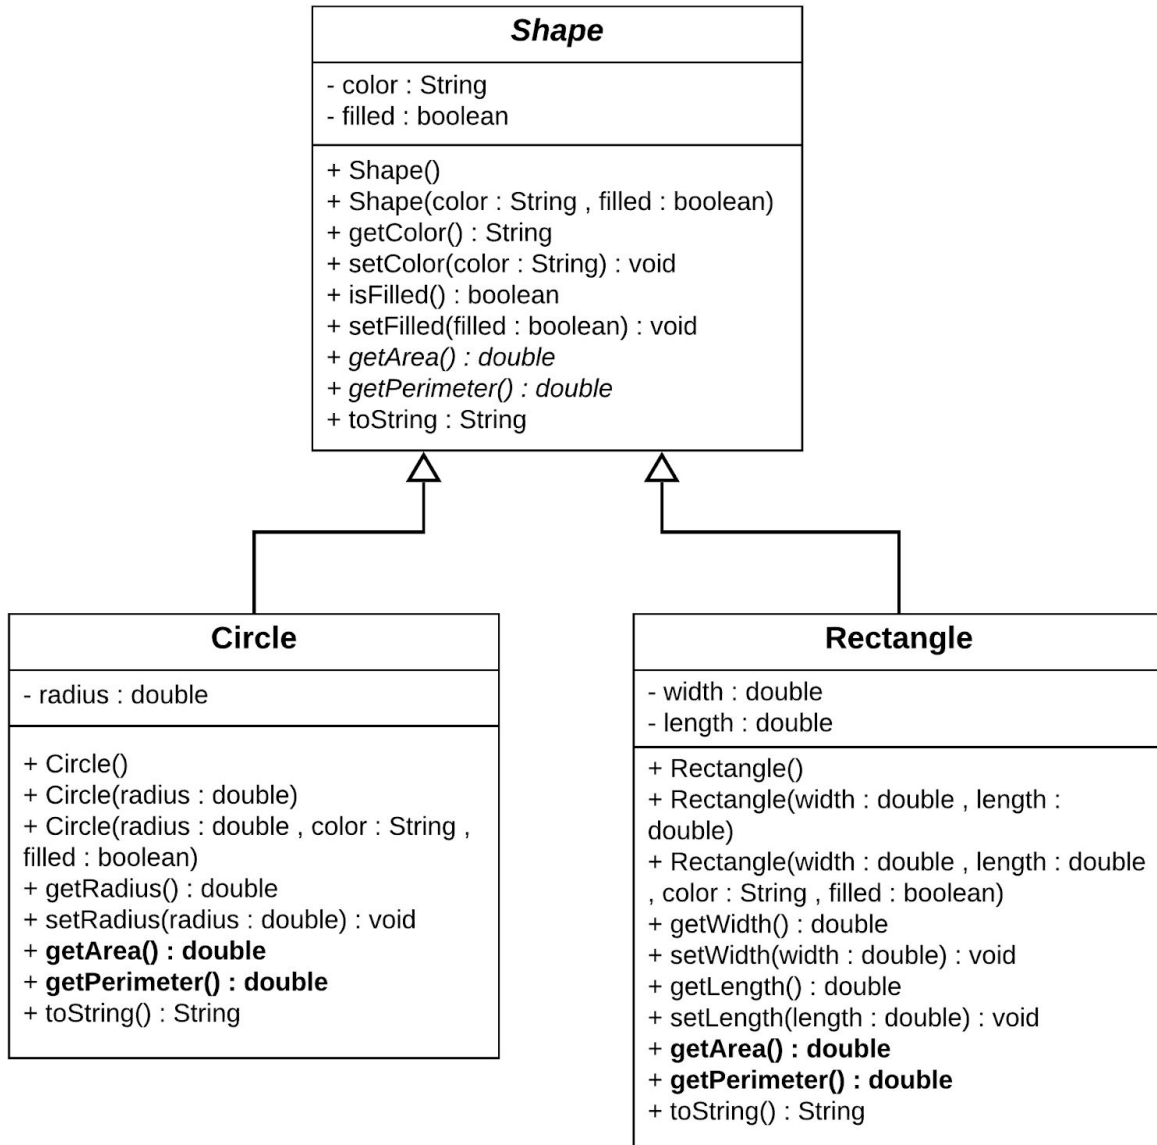 Shape
- color : String
- filled : boolean
+ Shape()
+ Shape(color : String , filled : boolean)
+ getColor() : String
+ setColor(color : String) : void
+ isFilled() : boolean
+ setFilled(filled : boolean) : void
+ getArea() : double
+ getPerimeter() : double
+ toString : String
Circle
- radius : double
+ Circle()
+ Circle(radius : double)
+ Circle(radius : double , color : String ,
filled : boolean)
+ getRadius() : double
+ setRadius(radius : double) : void
+ getArea() : double
+ getPerimeter() : double
+ toString() : String
Rectangle
- width : double
- length : double
+ Rectangle()
+ Rectangle(width : double , length :
double)
+ Rectangle(width : double , length : double
, color : String , filled : boolean)
+ getWidth() : double
+ setWidth(width : double) : void
+ getLength() : double
+ setLength(length : double) : void
+ getArea() : double
+ getPerimeter() : double
+ toString() : String